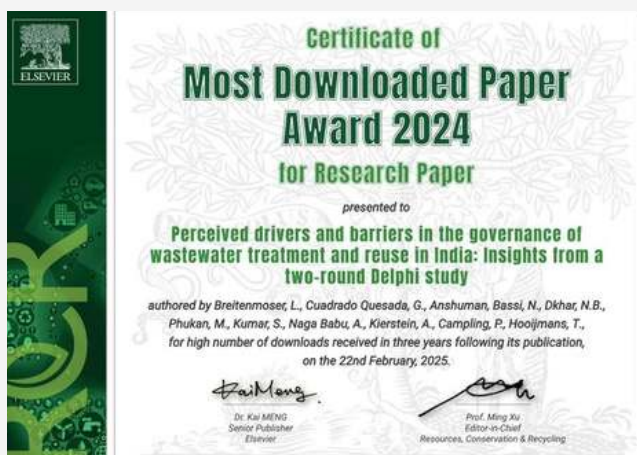 ELSEVIER
RCR
Certificate of
Most Downloaded Paper
Award 2024
for Research Paper
presented to
Perceived drivers and barriers in the governance of
wastewater treatment and reuse in India: Insights from a
two-round Delphi study
authored by Breitenmoser, L., Cuadrado Quesada, G., Anshuman, Bassi, N., Dkhar, N.B.,
Phukan, M., Kumar, S., Naga Babu, A., Kierstein, A., Campling, P., Hooijmans, T.,
for high number of downloads received in three years following its publication,
on the 22nd February, 2025.
KaiMeng.
Dr. Kai MENG
Senior Publisher
Elsevier
Prof. Ming Xu
Editor-in-Chief
Resources, Conservation & Recycling